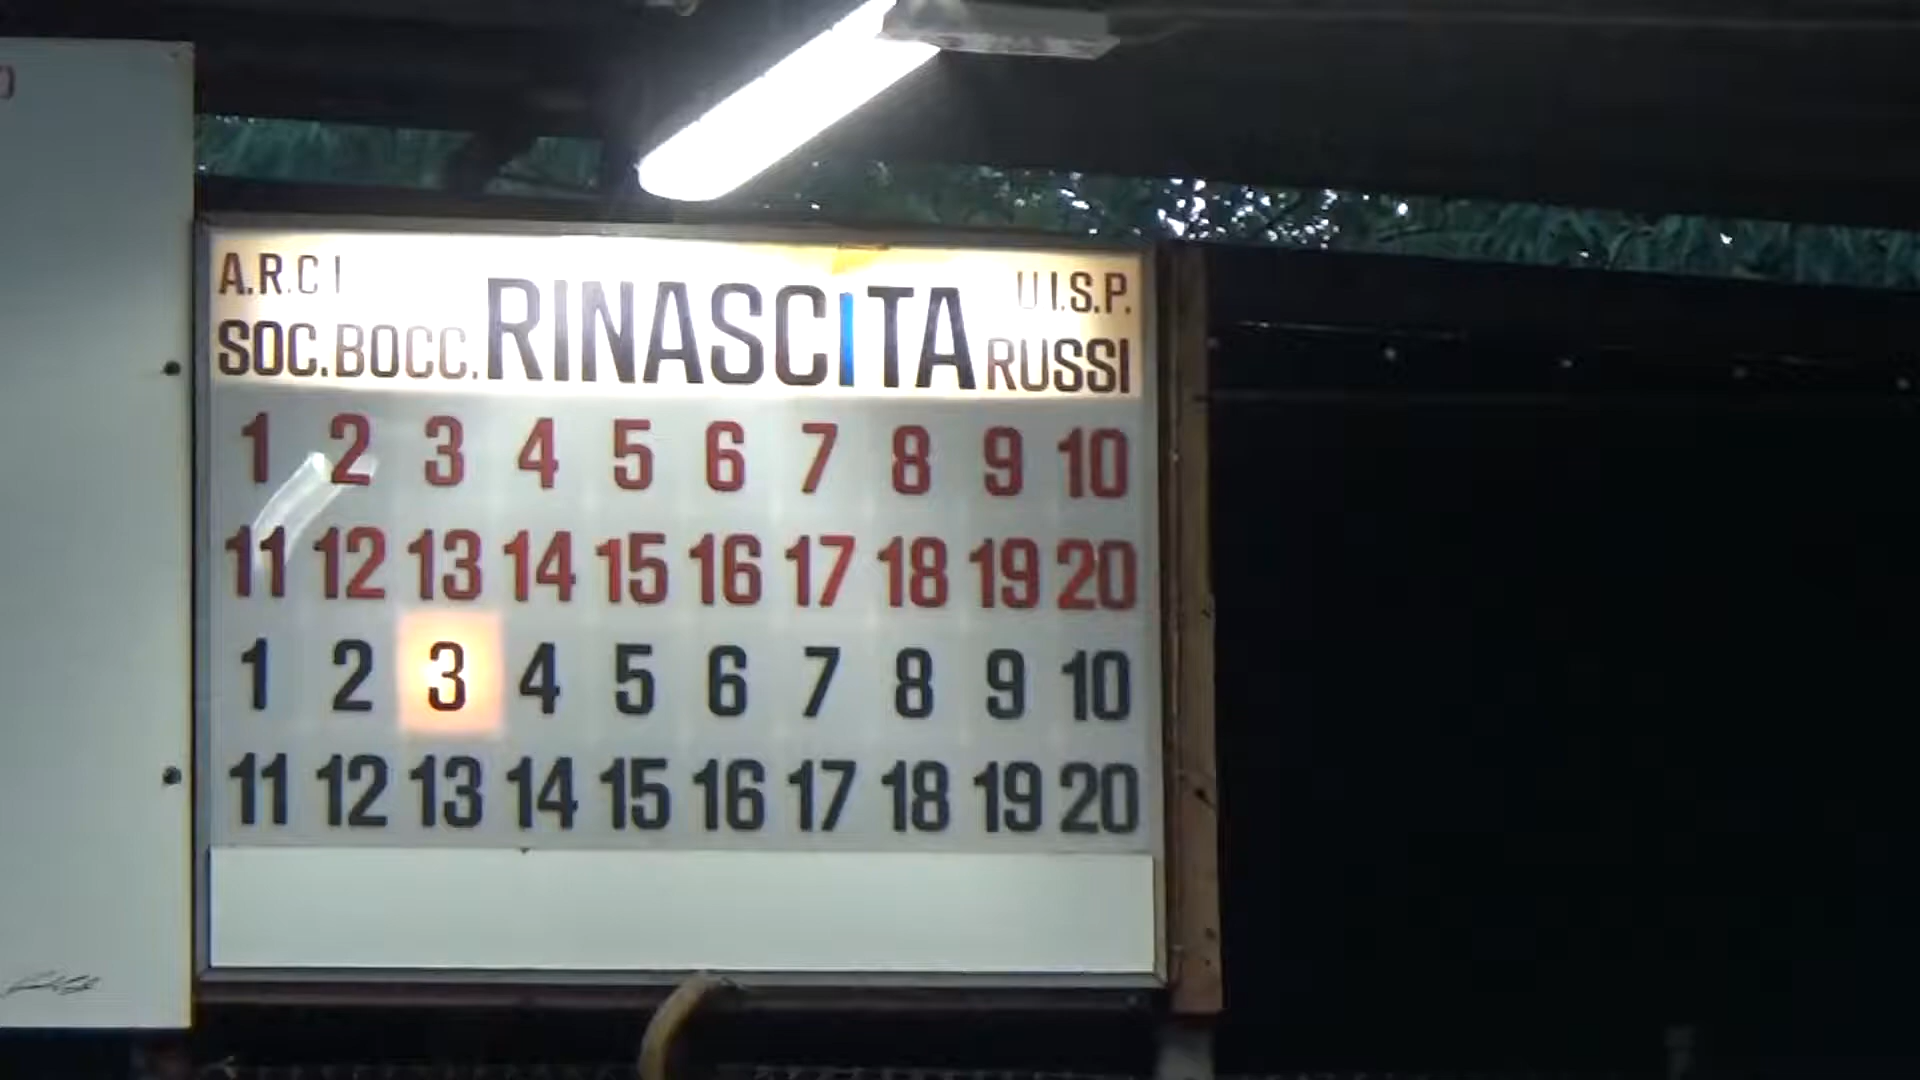 A.R.C I
U I.S.P.
SOC. BOCC. RINASCITA RUSSI
1 2 3 4 5 6 7 8 9 10
11 12 13 14 15 16 17 18 19 20
1 2 3 4 5 6 7 8 9 10
11 12 13 14 15 16 17 18 19 20